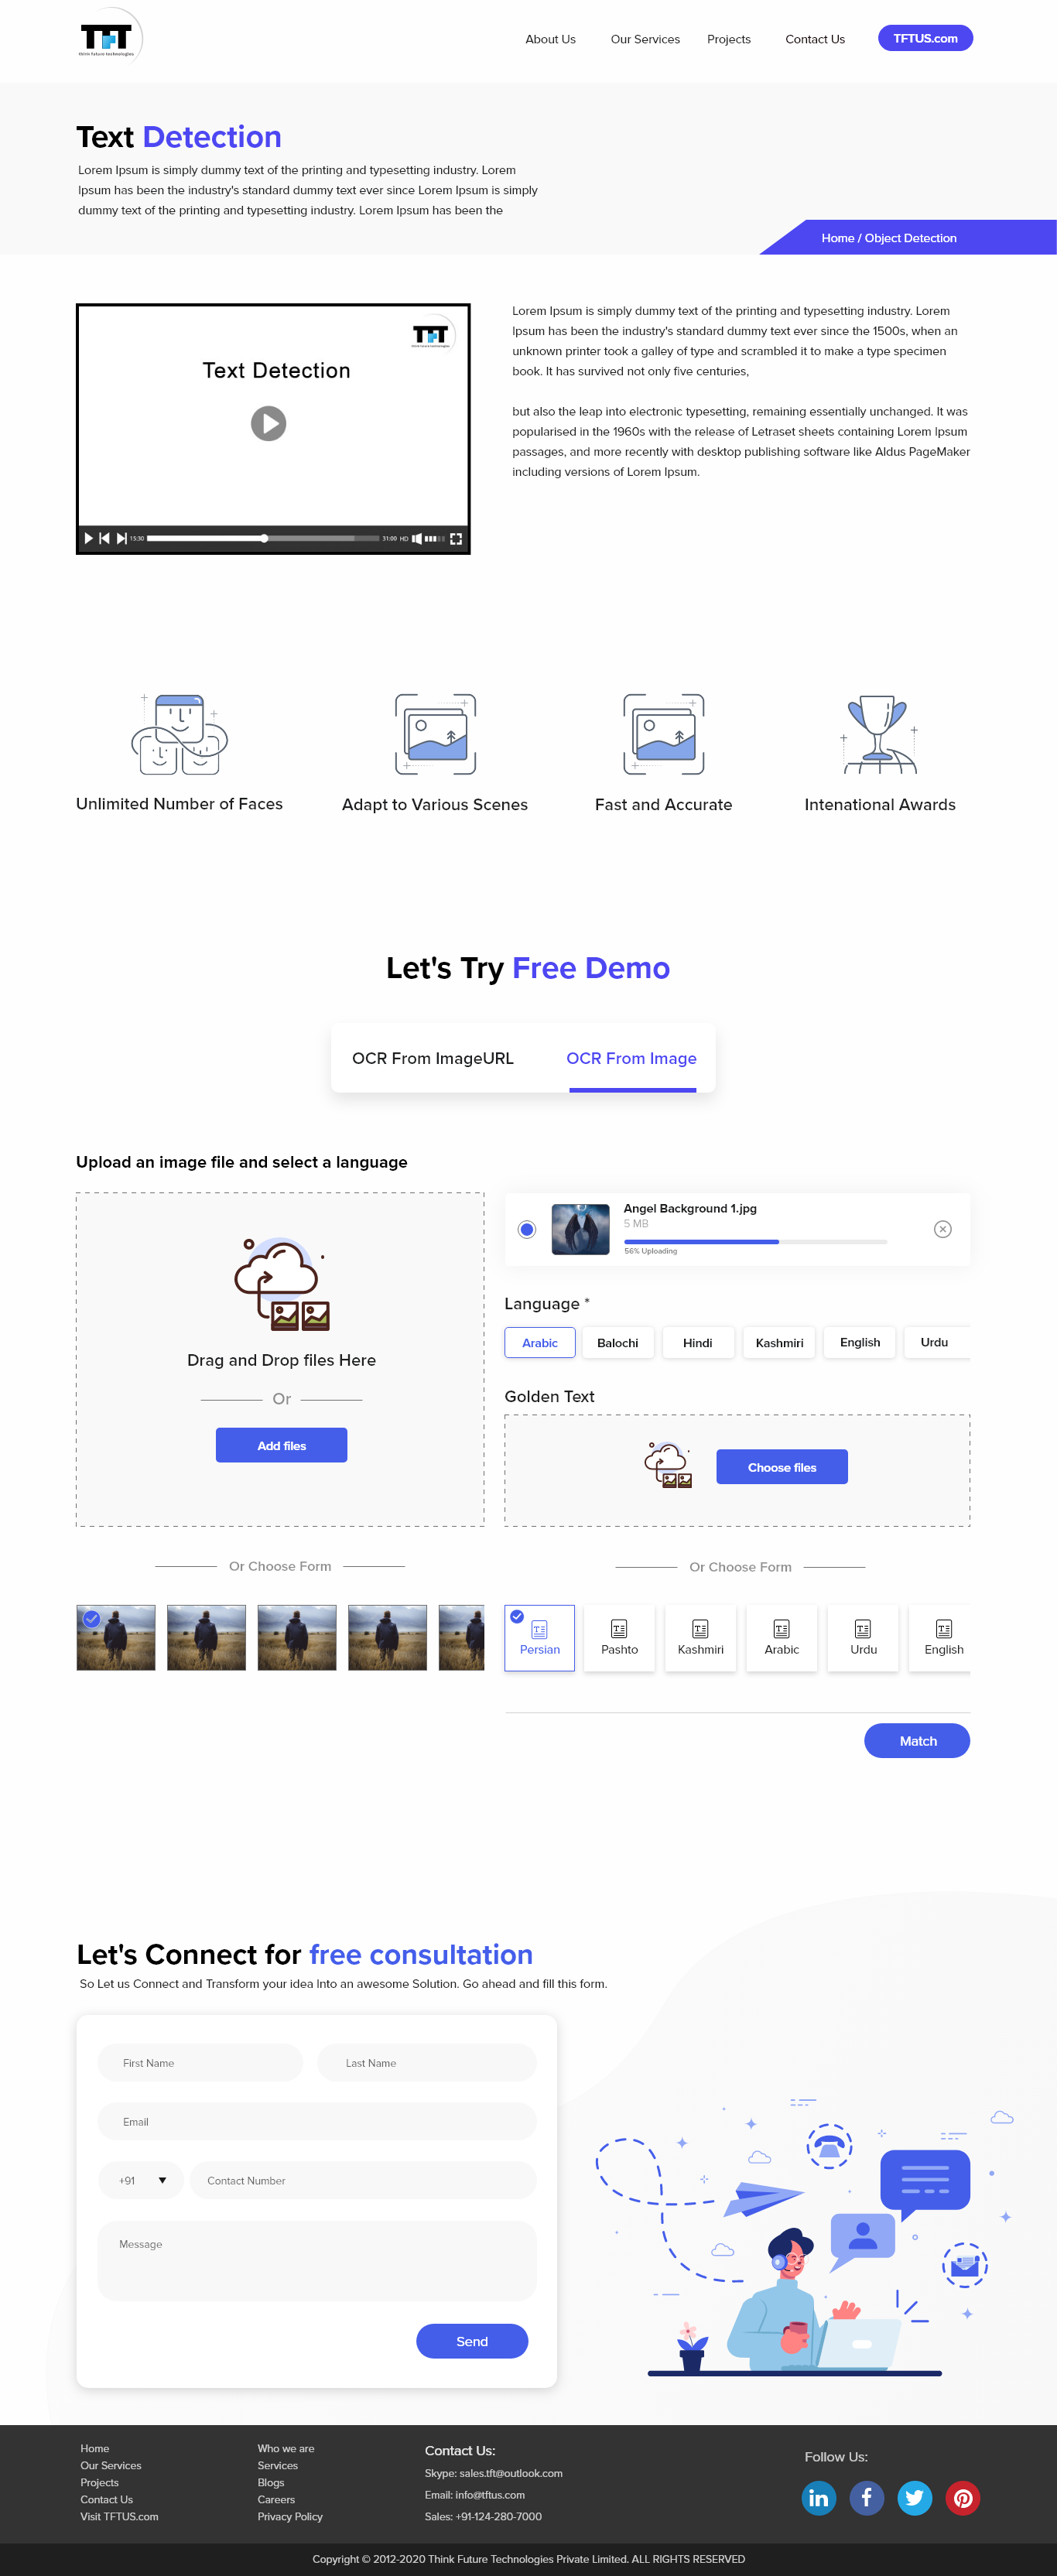 TFT
think future technologies
About Us
Our Services
Projects
Contact Us
TFTUS.com
Text Detection
Lorem Ipsum is simply dummy text of the printing and typesetting industry. Lorem
Ipsum has been the industry's standard dummy text ever since Lorem Ipsum is simply
dummy text of the printing and typesetting industry. Lorem Ipsum has been the
Home / Object Detection
TFT
think future technologies
Text Detection
15:30
31:00 HD
Lorem Ipsum is simply dummy text of the printing and typesetting industry. Lorem
Ipsum has been the industry's standard dummy text ever since the 1500s, when an
unknown printer took a galley of type and scrambled it to make a type specimen
book. It has survived not only five centuries,
but also the leap into electronic typesetting, remaining essentially unchanged. It was
popularised in the 1960s with the release of Letraset sheets containing Lorem Ipsum
passages, and more recently with desktop publishing software like Aldus PageMaker
including versions of Lorem Ipsum.
Unlimited Number of Faces
Adapt to Various Scenes
Fast and Accurate
Intenational Awards
Let's Try Free Demo
OCR From ImageURL
OCR From Image
Upload an image file and select a language
Drag and Drop files Here
Or
Add files
Angel Background 1.jpg
5 MB
56% Uploading
Language *
Arabic
Balochi
Hindi
Kashmiri
English
Urdu
Golden Text
Choose files
Or Choose Form
Or Choose Form
Persian
Pashto
Kashmiri
Arabic
Urdu
English
Match
Let's Connect for free consultation
So Let us Connect and Transform your idea Into an awesome Solution. Go ahead and fill this form.
First Name
Last Name
Email
+91
Contact Number
Message
Send
Home
Our Services
Projects
Contact Us
Visit TFTUS.com
Who we are
Services
Blogs
Careers
Privacy Policy
Contact Us:
Skype: sales.tft@outlook.com
Email: info@tftus.com
Sales: +91-124-280-7000
Follow Us:
Copyright © 2012-2020 Think Future Technologies Private Limited. ALL RIGHTS RESERVED